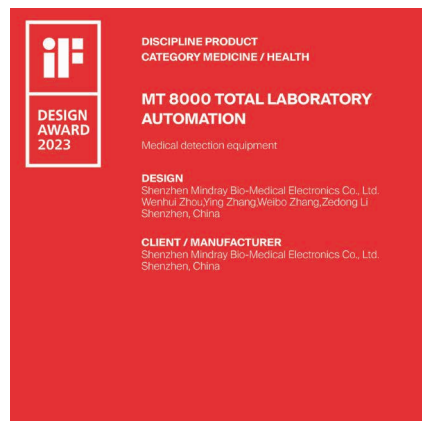 iF
DESIGN
AWARD
2023
DISCIPLINE PRODUCT
CATEGORY MEDICINE / HEALTH
MT 8000 TOTAL LABORATORY
AUTOMATION
Medical detection equipment
DESIGN
Shenzhen Mindray Bio-Medical Electronics Co., Ltd.
Wenhui Zhou,Ying Zhang,Weibo Zhang,Zedong Li
Shenzhen, China
CLIENT / MANUFACTURER
Shenzhen Mindray Bio-Medical Electronics Co., Ltd.
Shenzhen, China